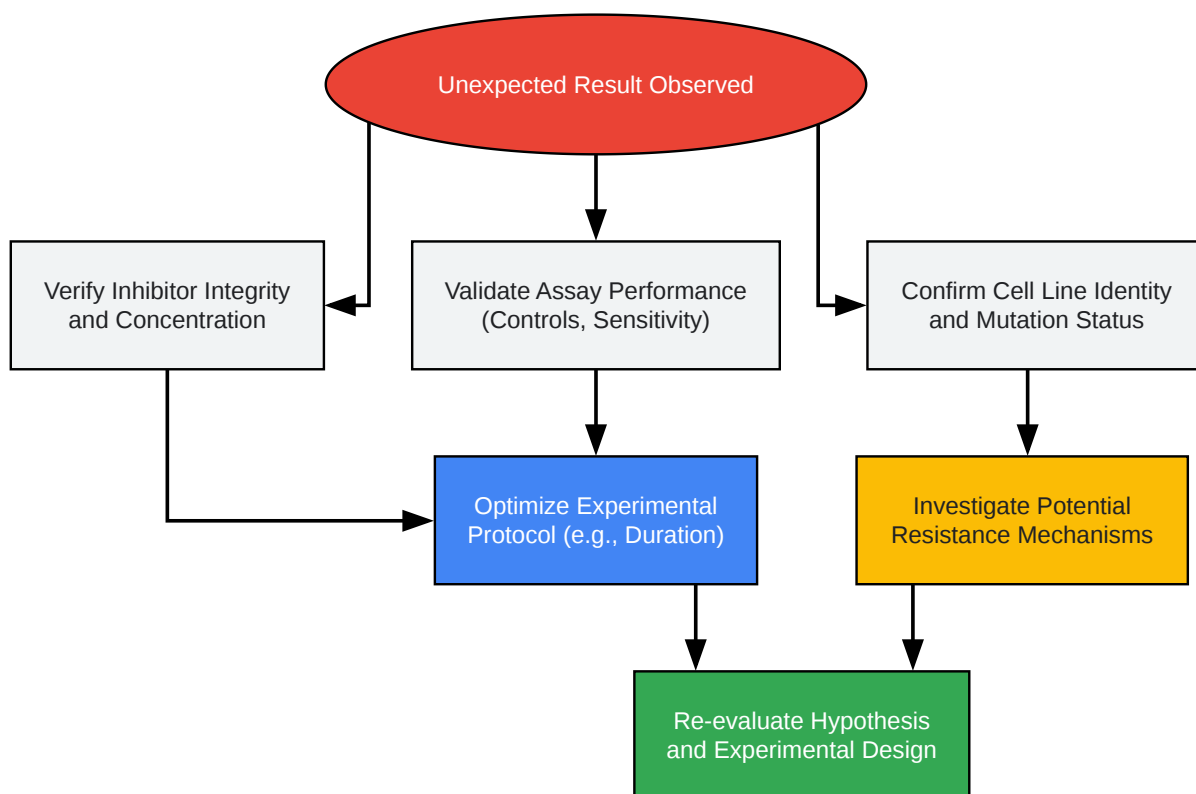 Unexpected Result Observed
Verify Inhibitor Integrity
and Concentration
Validate Assay Performance
(Controls, Sensitivity)
Confirm Cell Line Identity
and Mutation Status
Optimize Experimental
Protocol (e.g., Duration)
Investigate Potential
Resistance Mechanisms
Re-evaluate Hypothesis
and Experimental Design